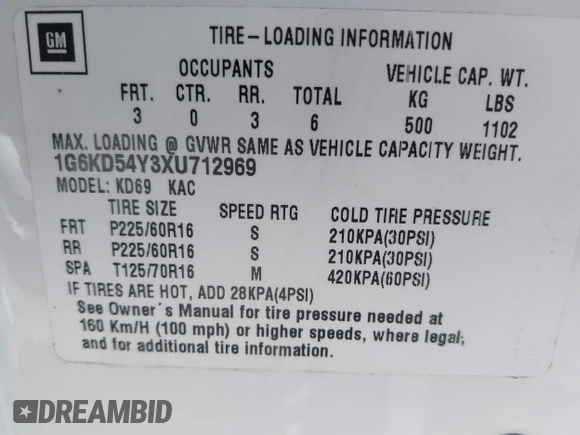 GM
TIRE-LOADING INFORMATION
OCCUPANTS VEHICLE CAP. WT.
FRT. CTR. RR. TOTAL KG LBS
3 0 3 6 500 1102
MAX. LOADING @ GVWR SAME AS VEHICLE CAPACITY WEIGHT.
1G6KD54Y3XU712969
MODEL: KD69 KAC
TIRE SIZE SPEED RTG COLD TIRE PRESSURE
FRT P225/60R16 S 210KPA(30PSI)
RR P225/60R16 S 210KPA(30PSI)
SPA T125/70R16 M 420KPA(60PSI)
IF TIRES ARE HOT, ADD 28KPA(4PSI)
See Owner´s Manual for tire pressure needed at
160 Km/H (100 mph) or higher speeds, where legal;
and for additional tire information.
DREAMBID